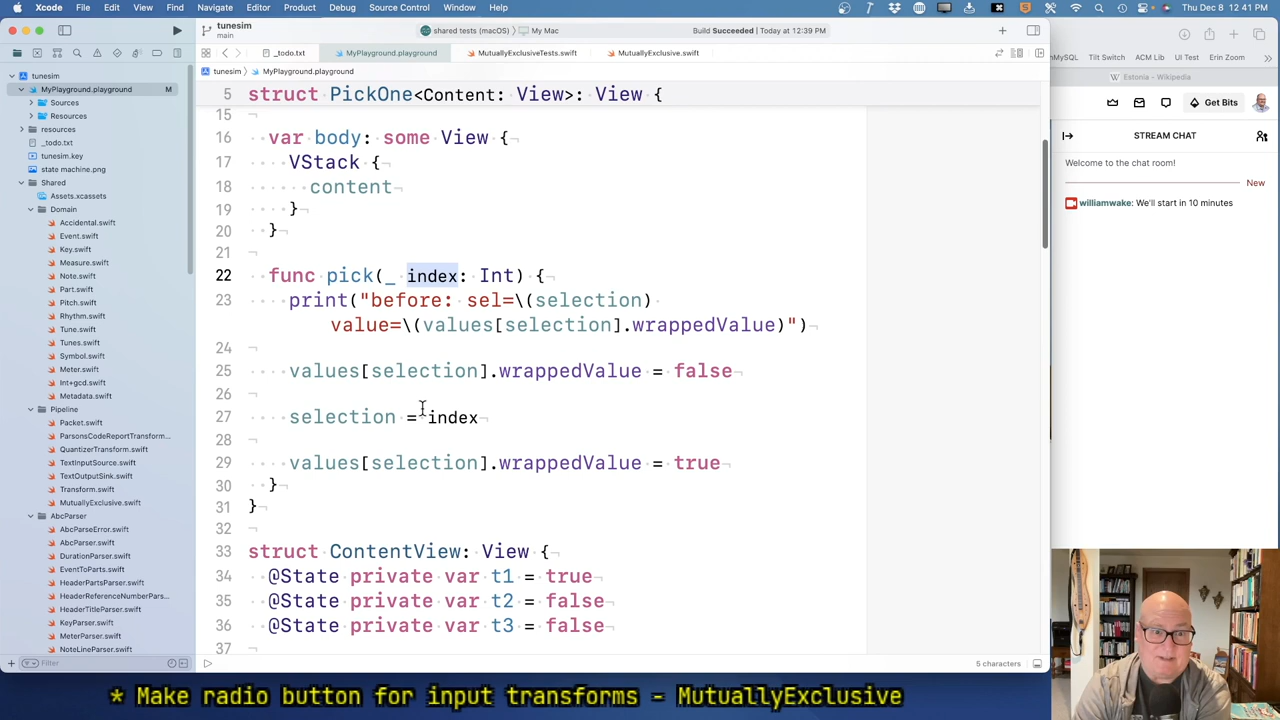 Xcode File Edit View Find Navigate Editor Product Debug Source Control Window Help
tunesim
main
shared tests (macOS) 〉 My Mac
Build Succeeded | Today at 12:39 PM
_todo.txt
MyPlayground.playground
MutuallyExclusiveTests.swift
MutuallyExclusive.swift
tunesim 〉 MyPlayground.playground
tunesim
MyPlayground.playground M
Sources
Resources
resources
_todo.txt
tunesim.key
state machine.png
Shared
Assets.xcassets
Domain
Accidental.swift
Event.swift
Key.swift
Measure.swift
Note.swift
Part.swift
Pitch.swift
Rhythm.swift
Tune.swift
Tunes.swift
Symbol.swift
Meter.swift
Int+gcd.swift
Metadata.swift
Pipeline
Packet.swift
ParsonsCodeReportTransform...
QuantizerTransform.swift
TextInputSource.swift
TextOutputSink.swift
Transform.swift
MutuallyExclusive.swift
AbcParser
AbcParseError.swift
AbcParser.swift
DurationParser.swift
EventToParts.swift
HeaderPartsParser.swift
HeaderReferenceNumberPars...
HeaderTitleParser.swift
KeyParser.swift
MeterParser.swift
NoteLineParser.swift
Filter
5 struct PickOne<Content: View>: View {
15
16 var body: some View {
17 VStack {
18 content
19 }
20 }
21
22 func pick(_ index: Int) {
23 print("before: sel=\(selection)
value=\(values[selection].wrappedValue)")
24
25 values[selection].wrappedValue = false
26
27 selection = index
28
29 values[selection].wrappedValue = true
30 }
31 }
32
33 struct ContentView: View {
34 @State private var t1 = true
35 @State private var t2 = false
36 @State private var t3 = false
37
5 characters
MySQL Tilt Switch ACM Lib UI Test Erin Zoom
Estonia - Wikipedia
Get Bits
STREAM CHAT
Welcome to the chat room!
New
williamwake: We'll start in 10 minutes
* Make radio button for input transforms - MutuallyExclusive